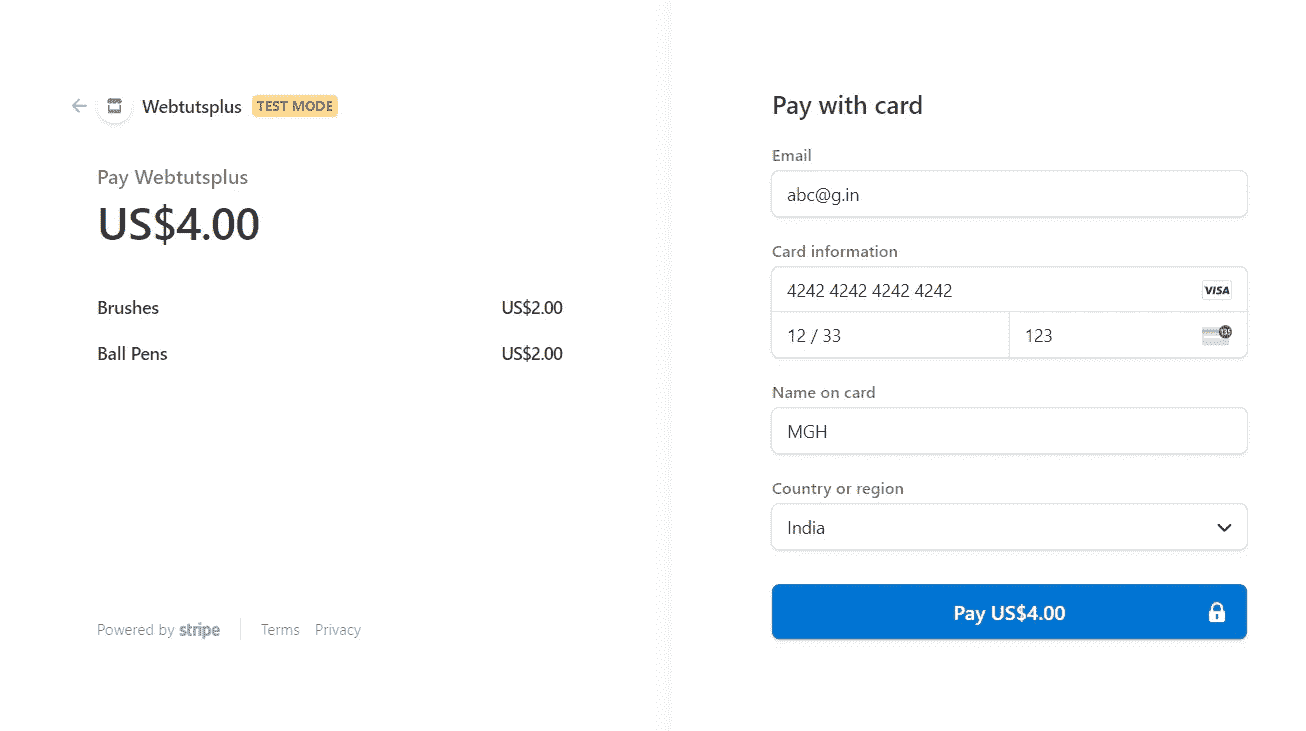 Webtutsplus TEST MODE
Pay Webtutsplus
US$4.00
Brushes US$2.00
Ball Pens US$2.00
Powered by stripe Terms Privacy
Pay with card
Email
abc@g.in
Card information
4242 4242 4242 4242 VISA
12 / 33 123 135
Name on card
MGH
Country or region
India
Pay US$4.00